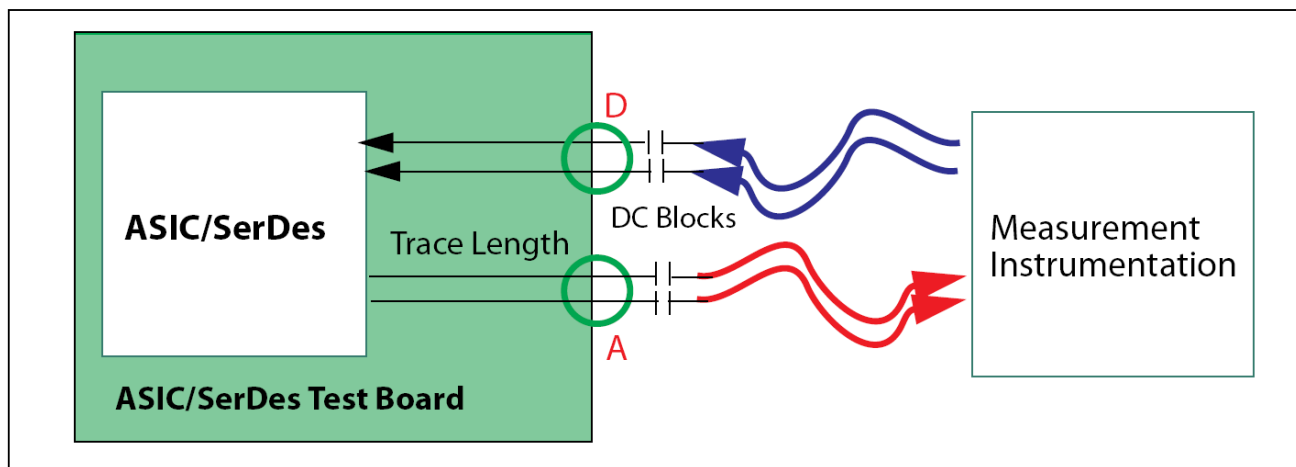 D
ASIC/SerDes
DC Blocks
Trace Length
Measurement
Instrumentation
A
ASIC/SerDes Test Board